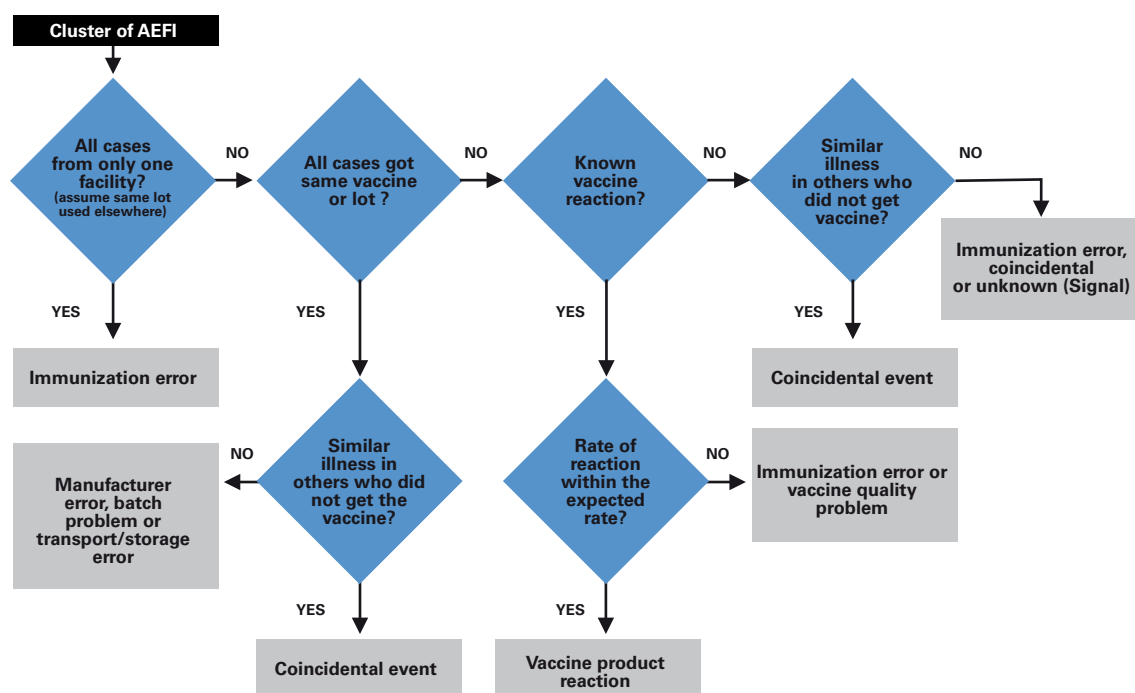 Cluster of AEFI
All cases
from only one
facility?
(assume same lot
used elsewhere)
NO
All cases got
same vaccine
or lot ?
NO
Known
vaccine
reaction?
NO
Similar
illness
in others who
did not get
vaccine?
NO
Immunization error,
coincidental
or unknown (Signal)
YES
YES
YES
YES
Immunization error
Coincidental event
NO
Manufacturer
error, batch
problem or
transport/storage
error
Similar
illness in
others who did
not get the
vaccine?
Rate of
reaction
within the
expected
rate?
NO
Immunization error or
vaccine quality
problem
YES
YES
Coincidental event
Vaccine product
reaction